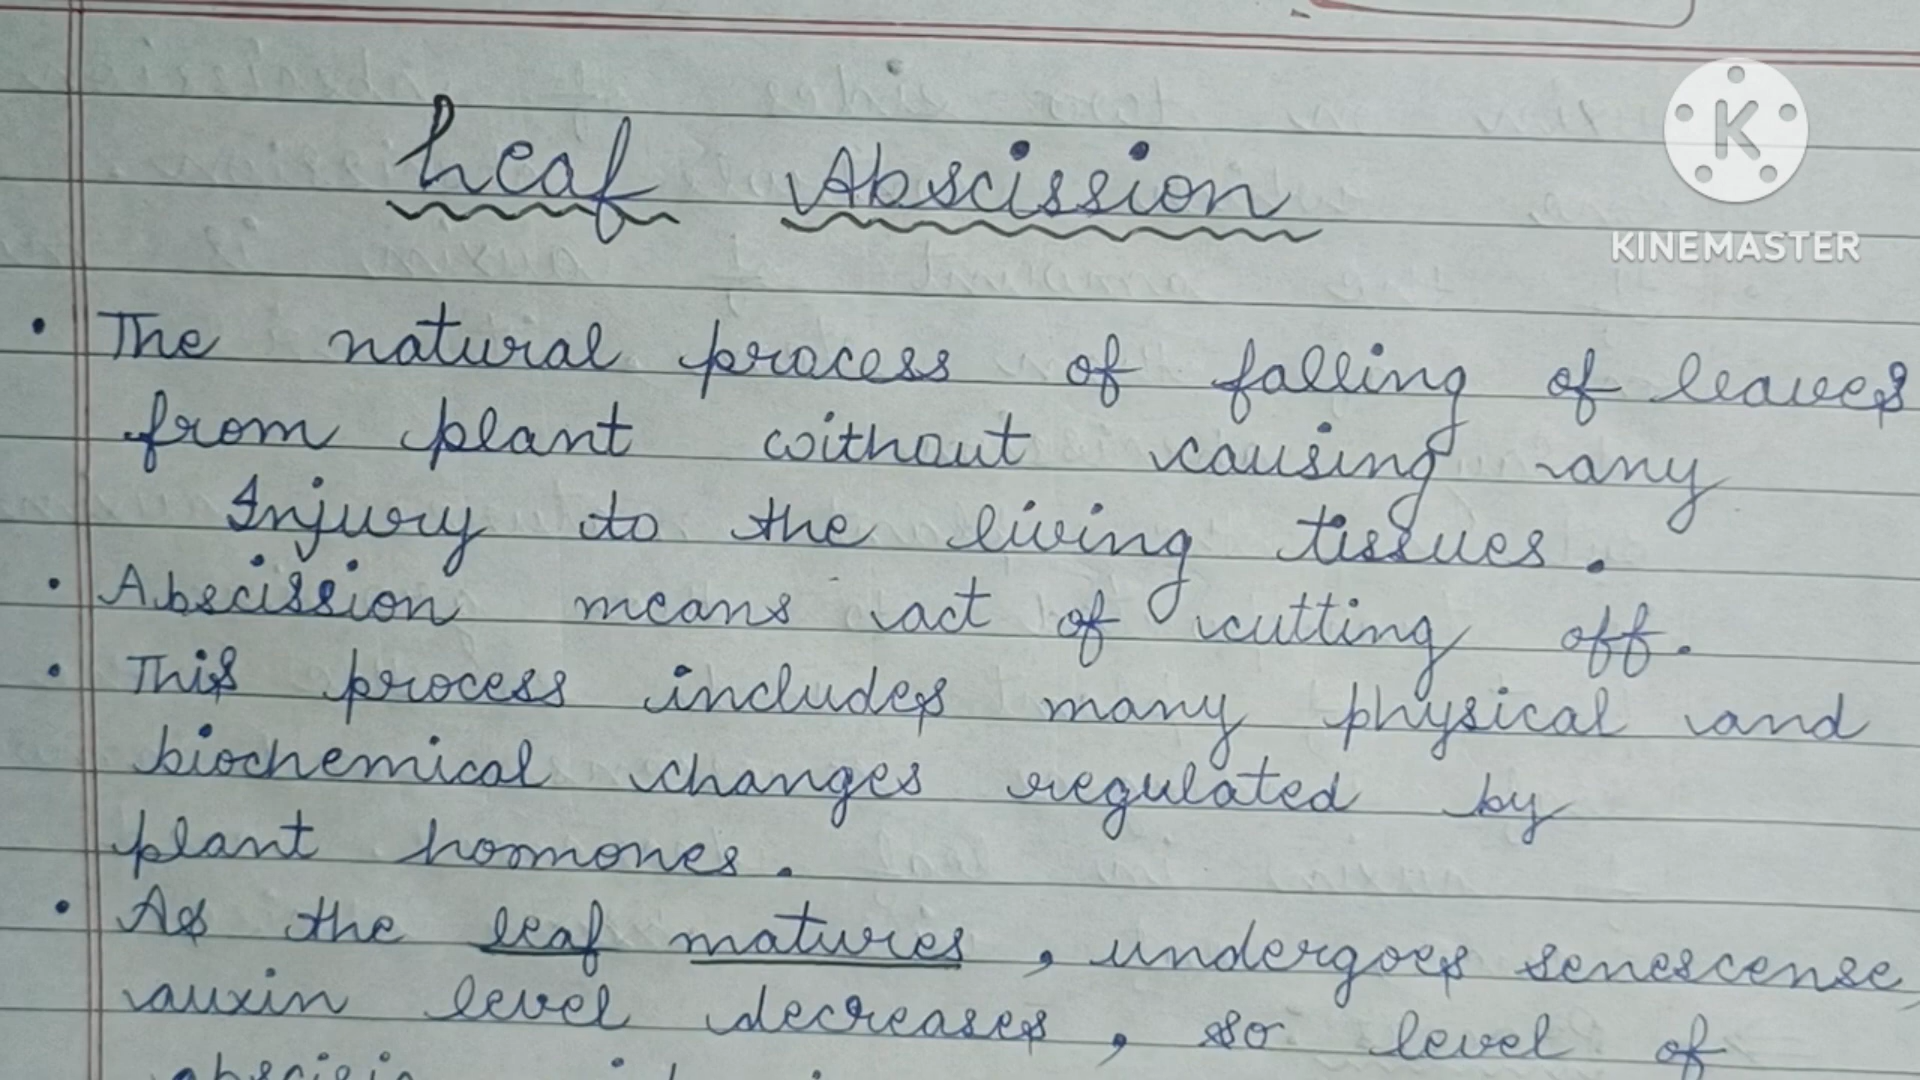 Leaf Abscission
KINEMASTER
• The natural process of falling of leaves
from plant without causing any
Injury to the living tissues.
• Abscission means act of cutting off.
• This process includes many physical and
biochemical changes regulated by
plant homones.
• As the leaf matures, undergoes senescense,
auxin level decreases, so level of